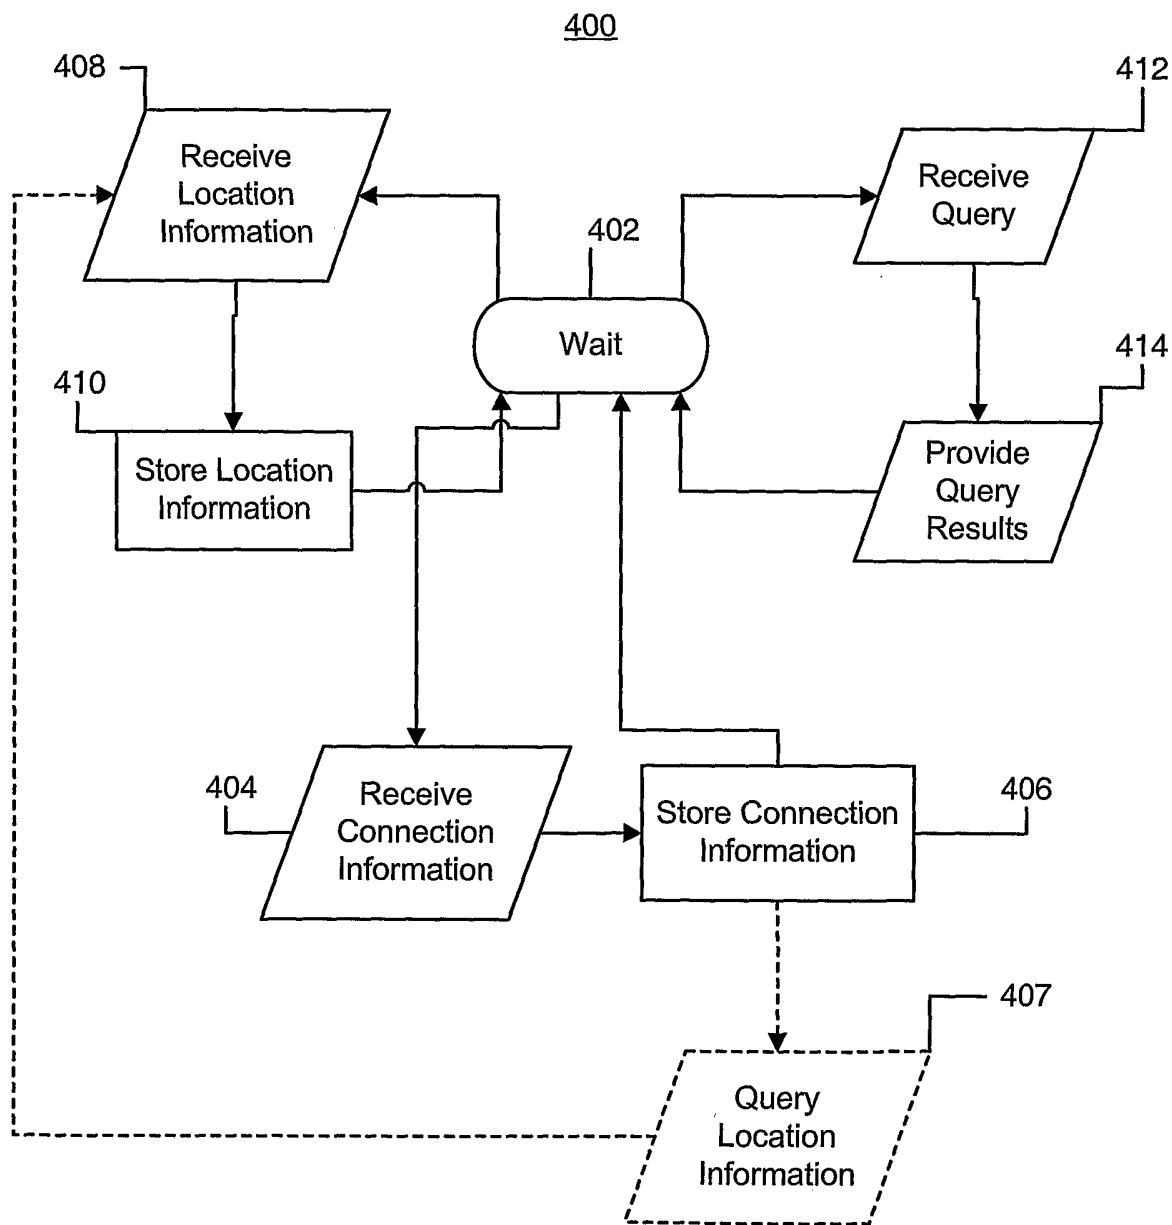 400
408
Receive
Location
Information
412
Receive
Query
402
Wait
410
Store Location
Information
414
Provide
Query
Results
404
Receive
Connection
Information
Store Connection
Information
406
407
Query
Location
Information